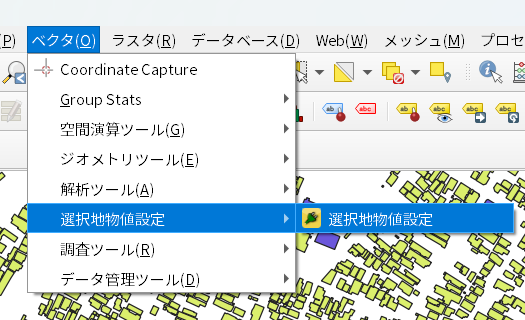 (P) ベクタ(O) ラスタ(R) データベース(D) Web(W) メッシュ(M) プロセ
Coordinate Capture
Group Stats
空間演算ツール(G)
ジオメトリツール(E)
解析ツール(A)
選択地物値設定 選択地物値設定
調査ツール(R)
データ管理ツール(D)
abc abc abc abc abc abc